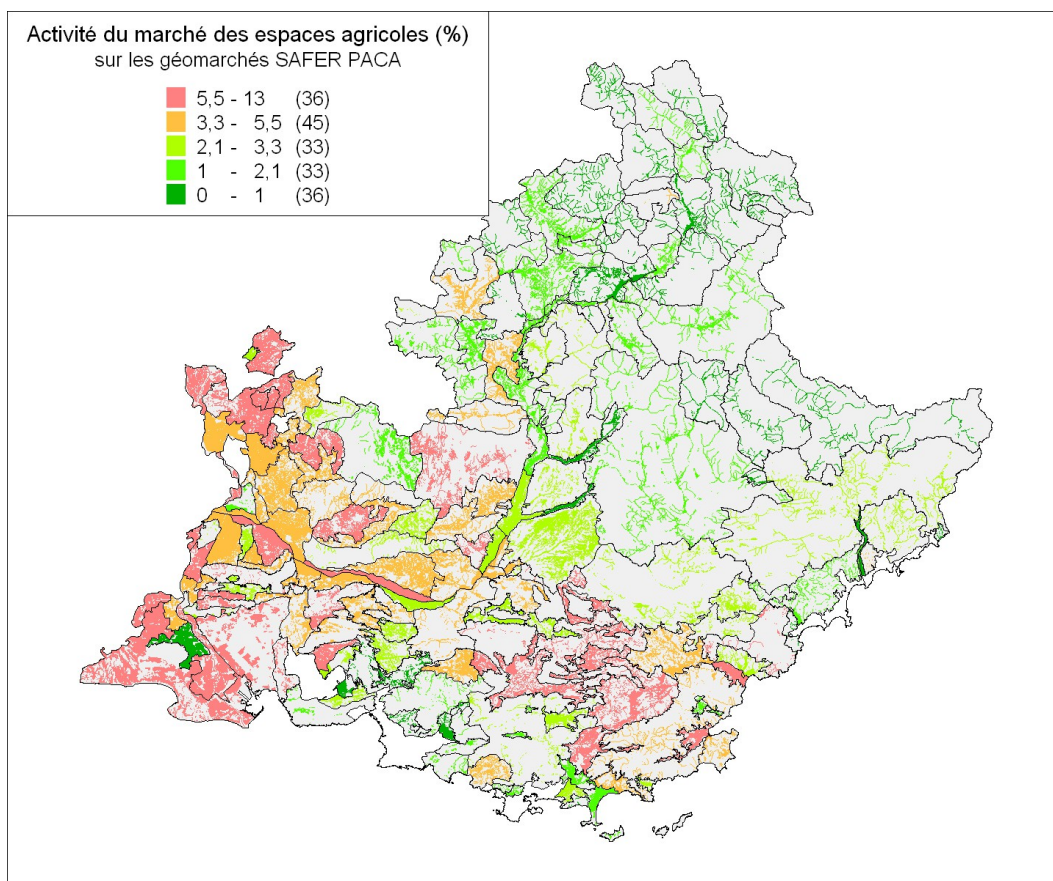 Activité du marché des espaces agricoles (%)
sur les géomarchés SAFER PACA
5,5 - 13 (36)
3,3 - 5,5 (45)
2,1 - 3,3 (33)
1 - 2,1 (33)
0 - 1 (36)